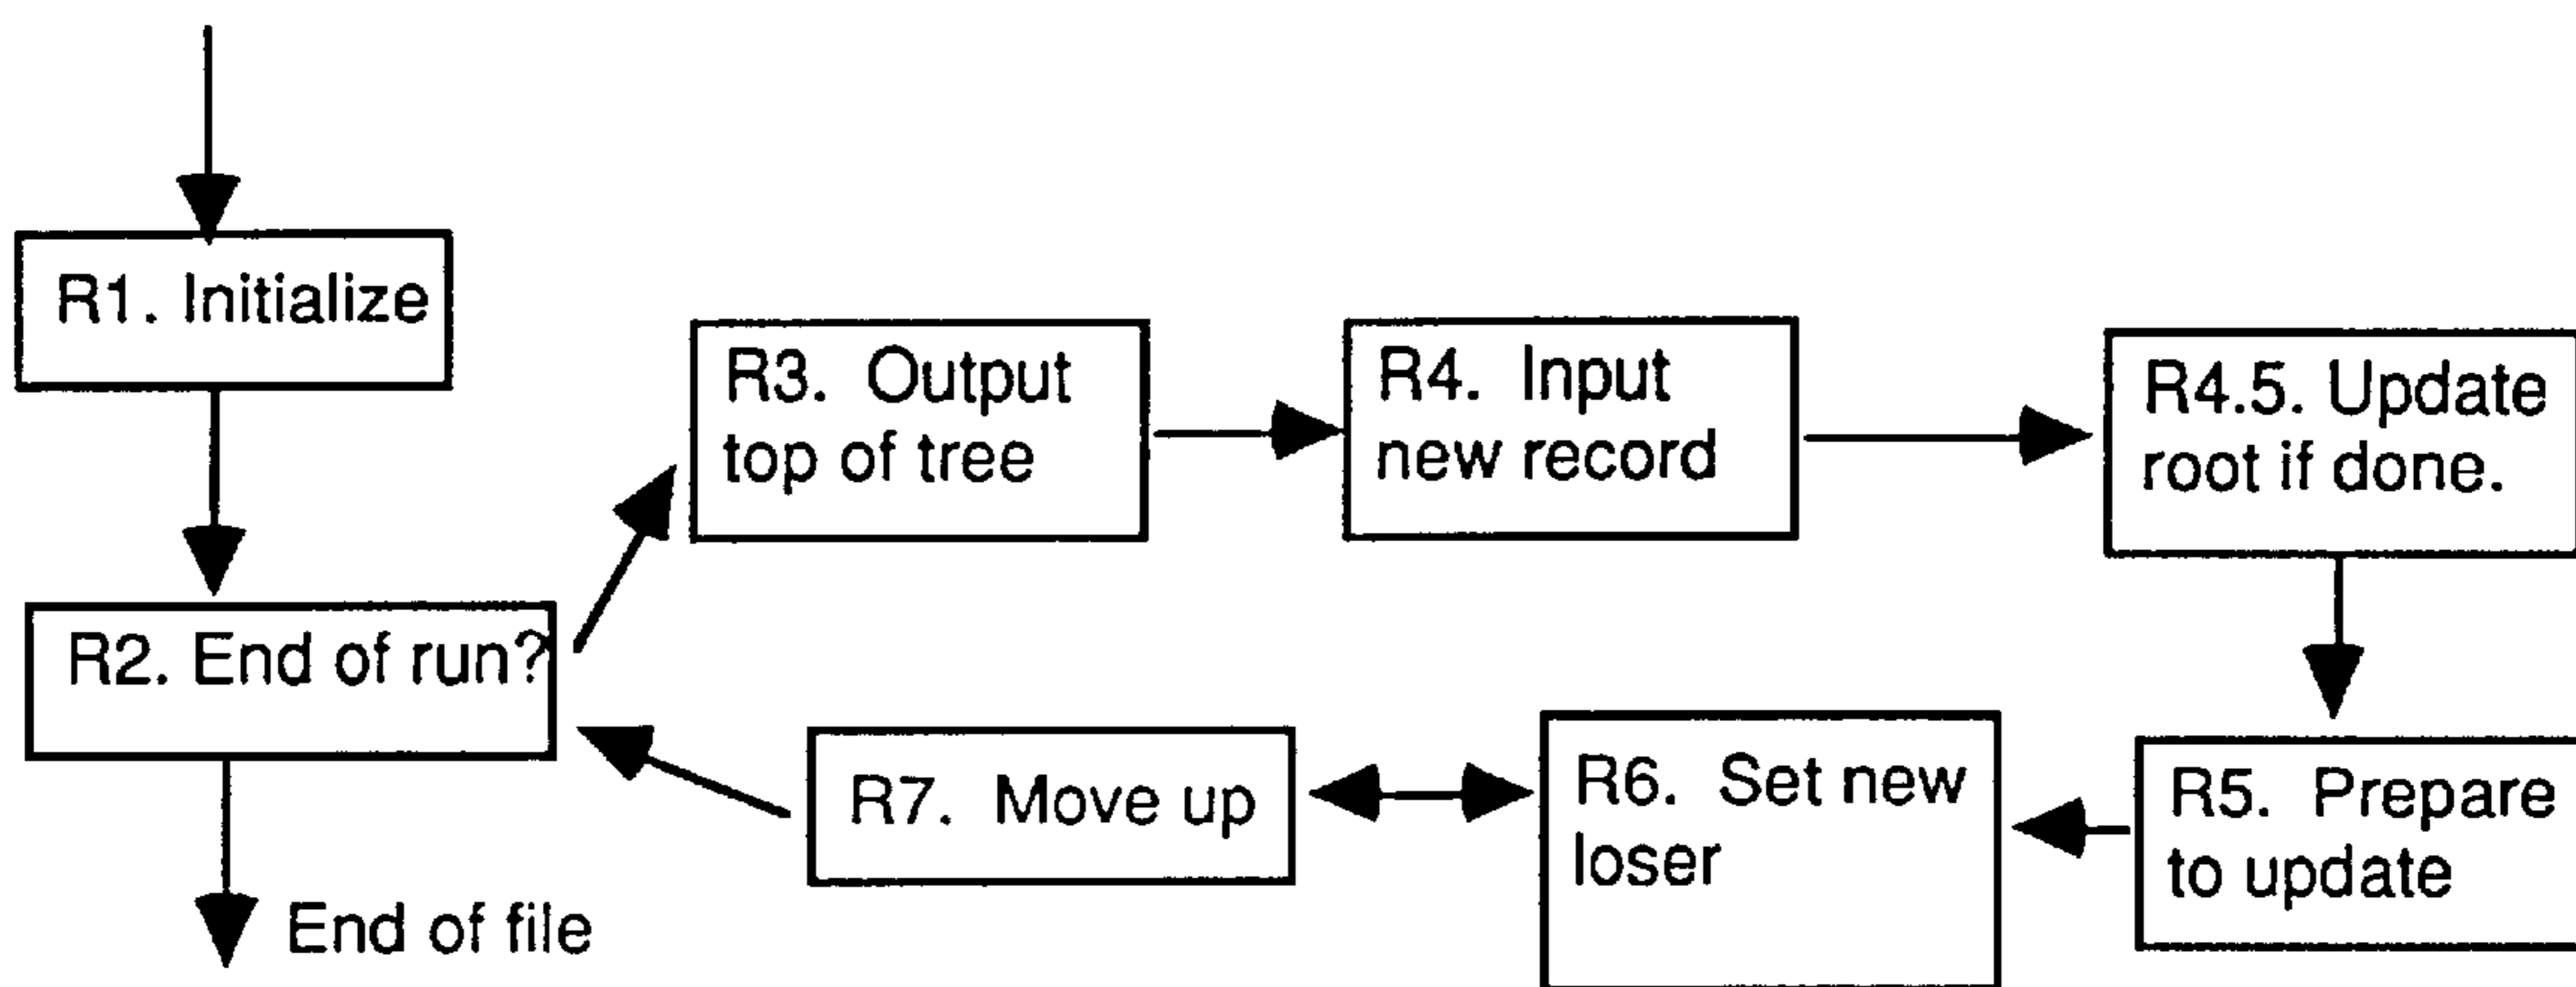 R1. Initialize
R2. End of run?
End of file
R3. Output
top of tree
R4. Input
new record
R4.5. Update
root if done.
R5. Prepare
to update
R6. Set new
loser
R7. Move up